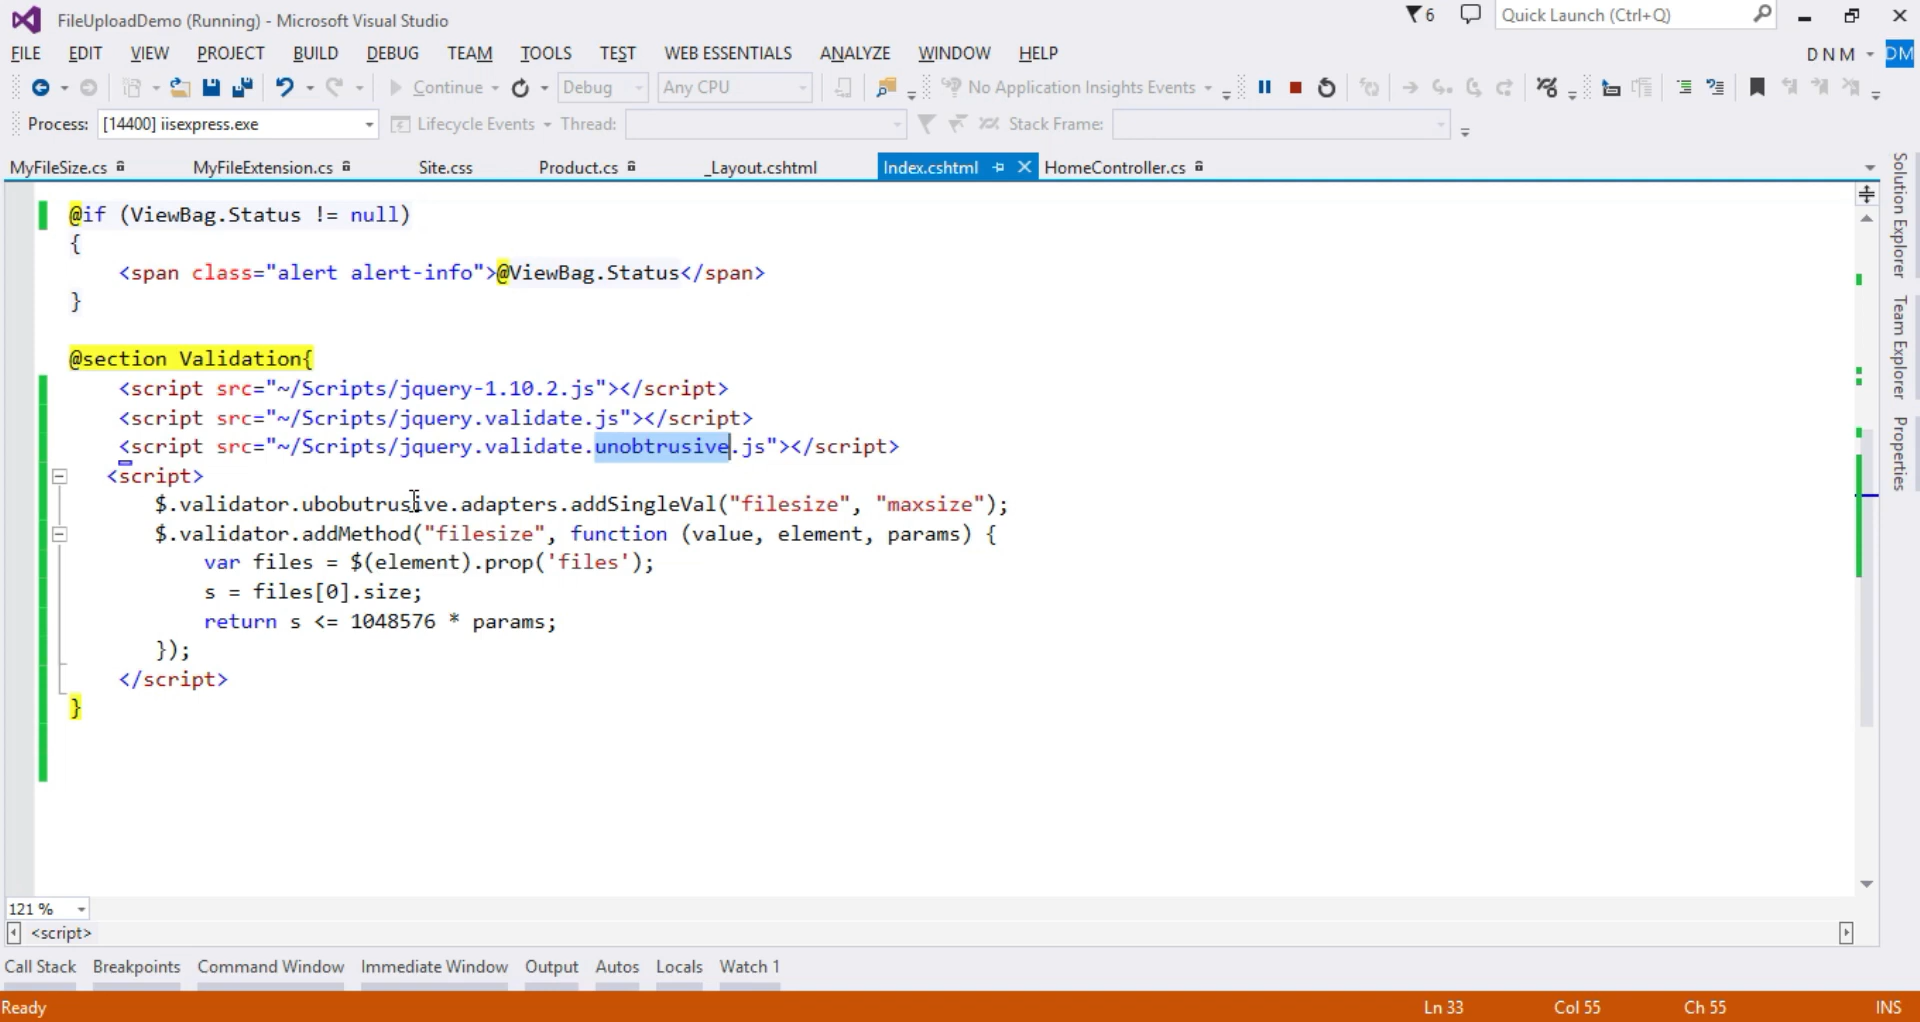 FileUploadDemo (Running) - Microsoft Visual Studio
6
Quick Launch (Ctrl+Q)
FILE EDIT VIEW PROJECT BUILD DEBUG TEAM TOOLS TEST WEB ESSENTIALS ANALYZE WINDOW HELP
D N M DM
Continue Debug Any CPU No Application Insights Events
Process: [14400] iisexpress.exe Lifecycle Events Thread: Stack Frame:
MyFileSize.cs MyFileExtension.cs Site.css Product.cs _Layout.cshtml Index.cshtml HomeController.cs
@if (ViewBag.Status != null)
{
<span class="alert alert-info">@ViewBag.Status</span>
}
@section Validation{
<script src="~/Scripts/jquery-1.10.2.js"></script>
<script src="~/Scripts/jquery.validate.js"></script>
<script src="~/Scripts/jquery.validate.unobtrusive.js"></script>
<script>
$.validator.ubobutrusive.adapters.addSingleVal("filesize", "maxsize");
$.validator.addMethod("filesize", function (value, element, params) {
var files = $(element).prop('files');
s = files[0].size;
return s <= 1048576 * params;
});
</script>
}
Solution Explorer
Team Explorer
Properties
121 %
<script>
Call Stack Breakpoints Command Window Immediate Window Output Autos Locals Watch 1
Ready Ln 33 Col 55 Ch 55 INS